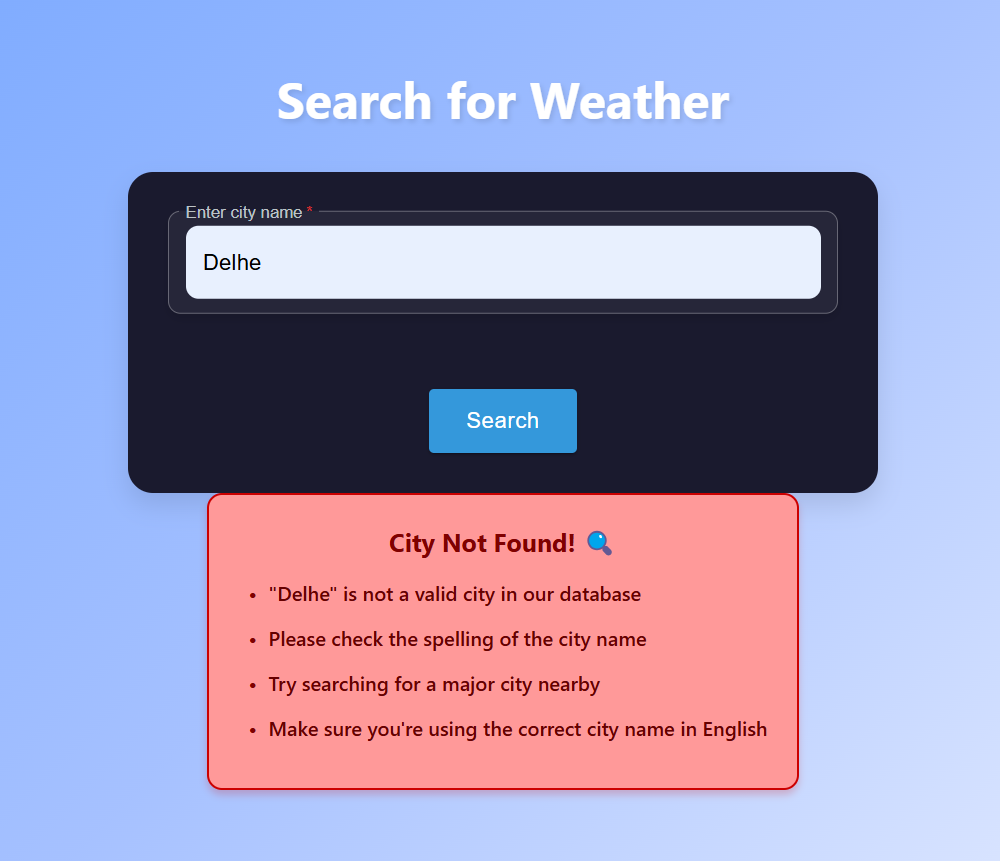 Search for Weather
Enter city name *
Delhe
Search
City Not Found! 🔍
• "Delhe" is not a valid city in our database
• Please check the spelling of the city name
• Try searching for a major city nearby
• Make sure you're using the correct city name in English